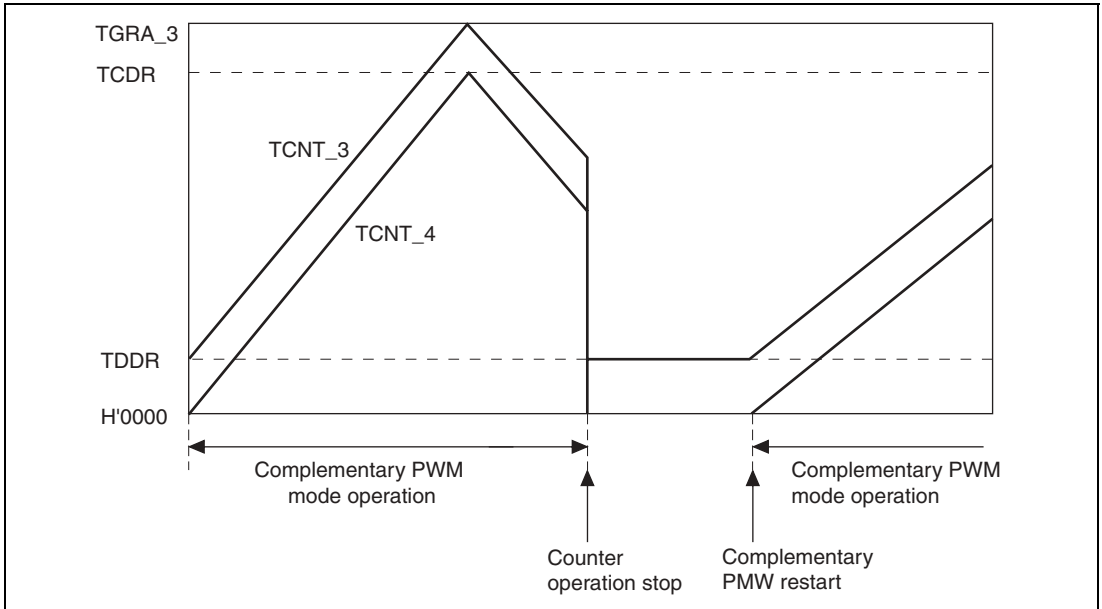 TGRA_3
TCDR
TCNT_3
TCNT_4
TDDR
H'0000
Complementary PWM
mode operation
Complementary PWM
mode operation
Counter
operation stop
Complementary
PMW restart